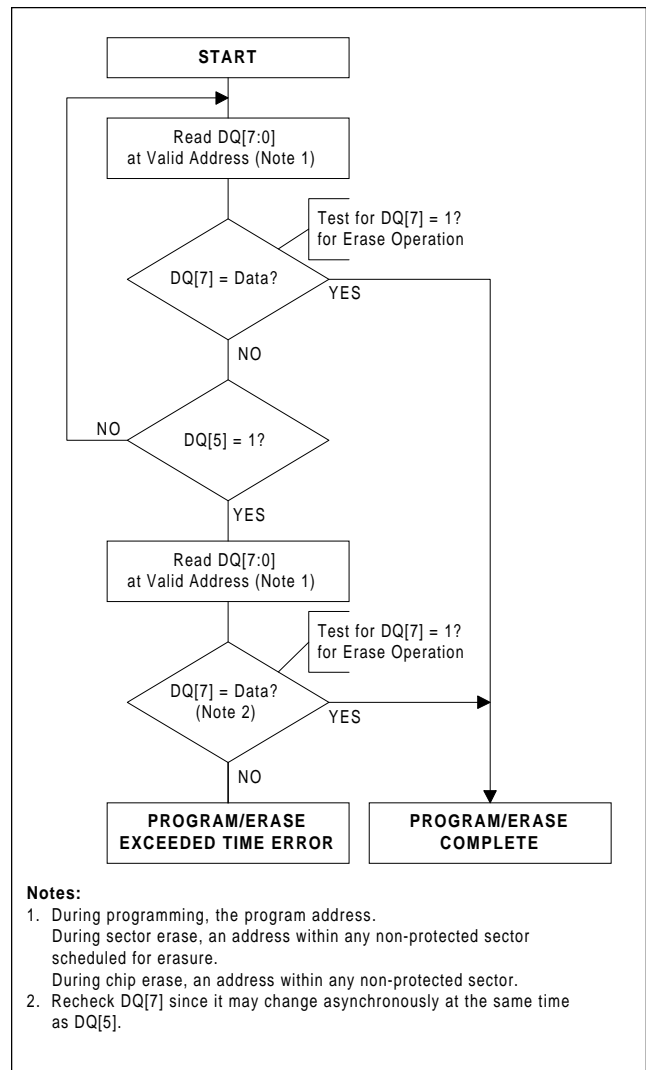 START
Read DQ[7:0]
at Valid Address (Note 1)
Test for DQ[7] = 1?
for Erase Operation
DQ[7] = Data?
YES
NO
NO
DQ[5] = 1?
YES
Read DQ[7:0]
at Valid Address (Note 1)
Test for DQ[7] = 1?
for Erase Operation
DQ[7] = Data?
(Note 2)
YES
NO
PROGRAM/ERASE
EXCEEDED TIME ERROR
PROGRAM/ERASE
COMPLETE
Notes:
1. During programming, the program address.
During sector erase, an address within any non-protected sector
scheduled for erasure.
During chip erase, an address within any non-protected sector.
2. Recheck DQ[7] since it may change asynchronously at the same time
as DQ[5].